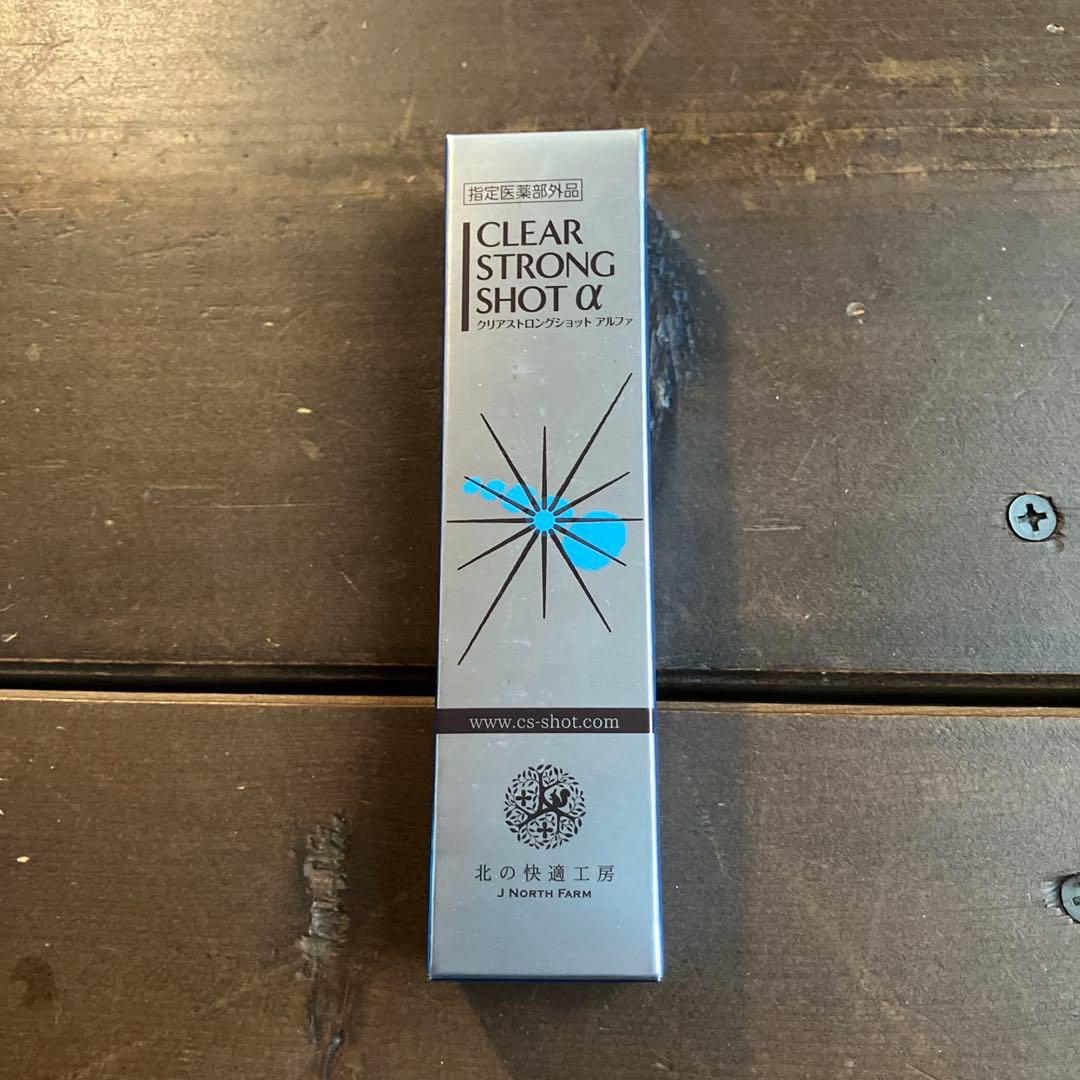 指定医薬部外品
CLEAR
STRONG
SHOT α
クリアストロングショット アルファ
www.cs-shot.com
北の快適工房
J NORTH FARM